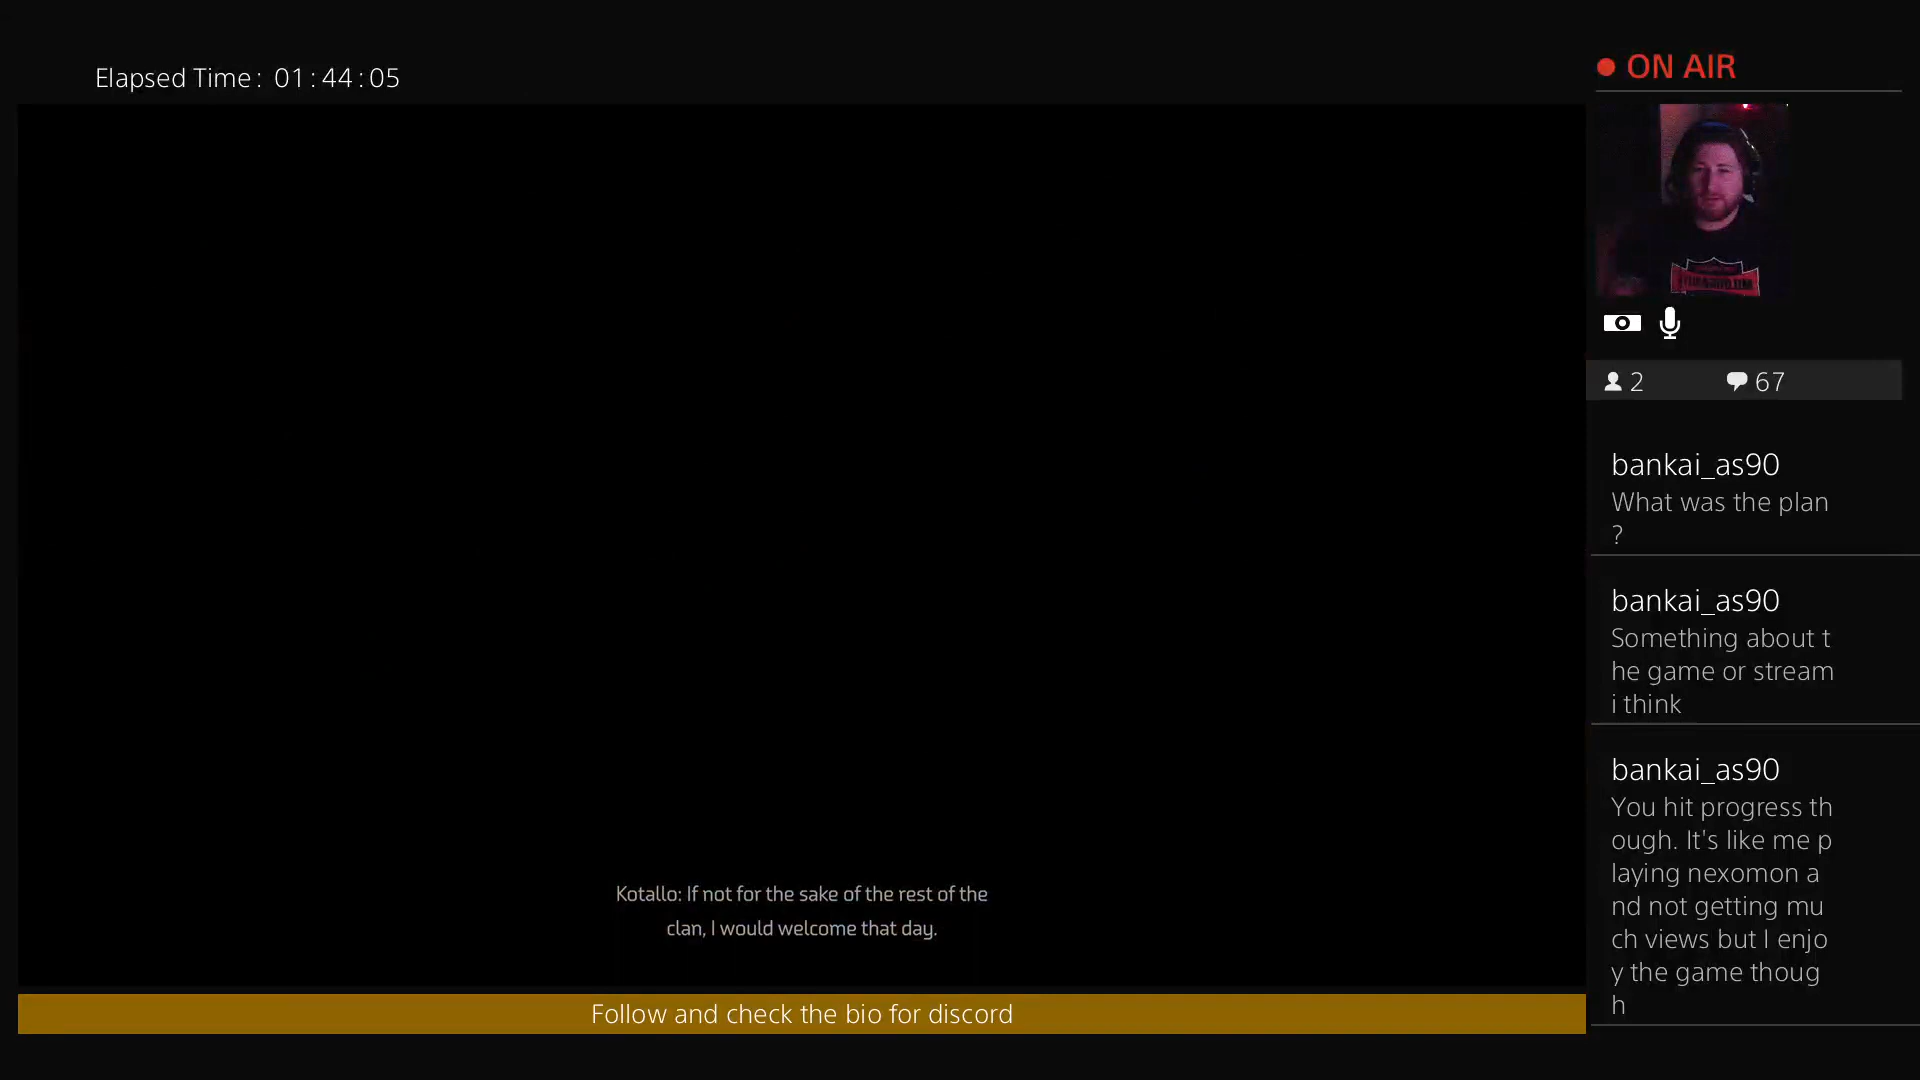 Elapsed Time: 01:44:05
ON AIR
2
67
bankai_as90
What was the plan
?
bankai_as90
Something about t
he game or stream
i think
bankai_as90
You hit progress th
ough. It's like me p
laying nexomon a
nd not getting mu
ch views but I enjo
y the game thoug
h
Kotallo: If not for the sake of the rest of the
clan, I would welcome that day.
Follow and check the bio for discord